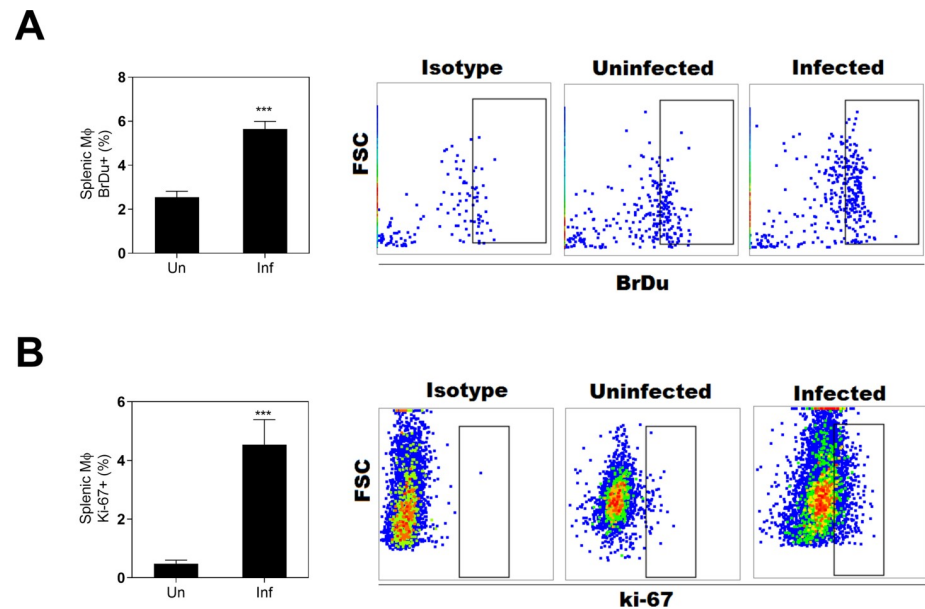 A
Splenic Mϕ
BrDu+ (%)
8
6
4
2
0
***
Un Inf
Isotype Uninfected Infected
FSC
BrDu
B
Splenic Mϕ
Ki-67+ (%)
6
4
2
0
***
Un Inf
Isotype Uninfected Infected
FSC
ki-67